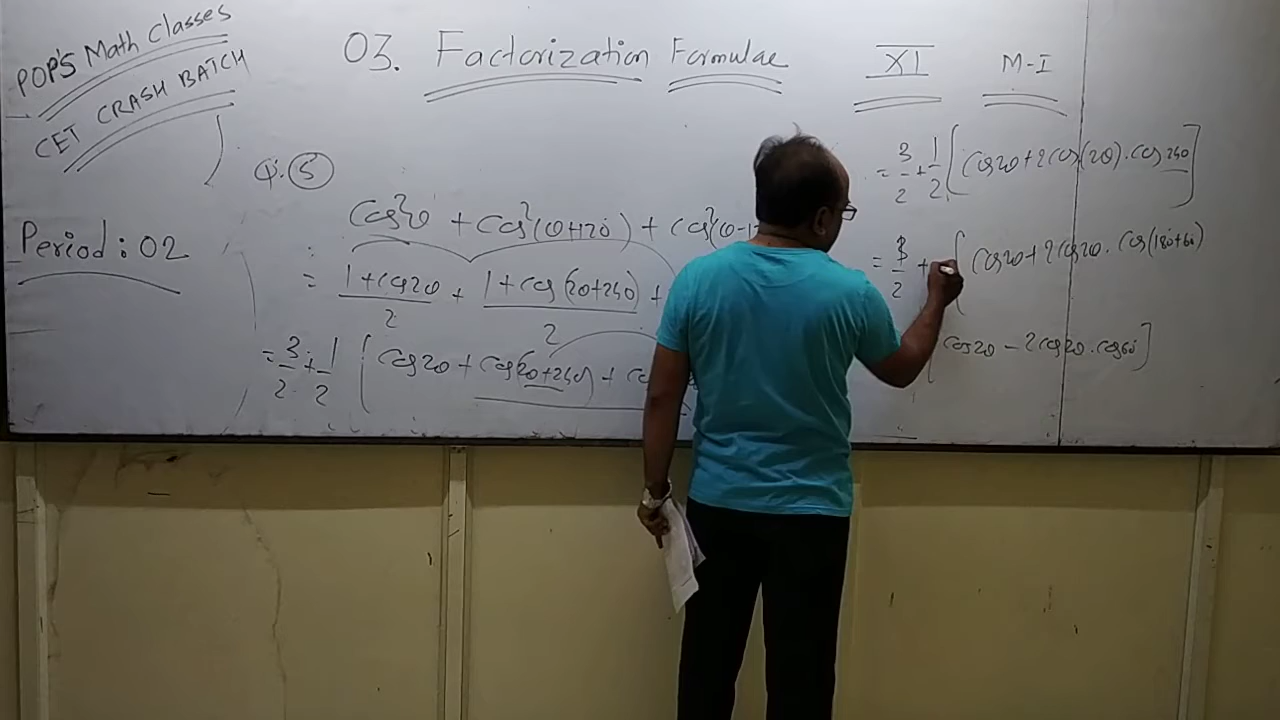 POP'S Math Classes
CET CRASH BATCH
03. Factorization Formulae
XI M-I
Q. 5
Period: 02
cos²θ + cos²(θ+120°) + cos²(θ-1
= 1+cos2θ/2 + 1+cos(2θ+240)/2 +
= 3/2 + 1/2 [cos2θ + cos(2θ+240) +
= 3/2 + 1/2 [cos2θ+2cos(2θ).cos240]
= 3/2 + [cos2θ+2cos2θ.cos(180°+60)
[cos2θ - 2cos2θ.cos60°]